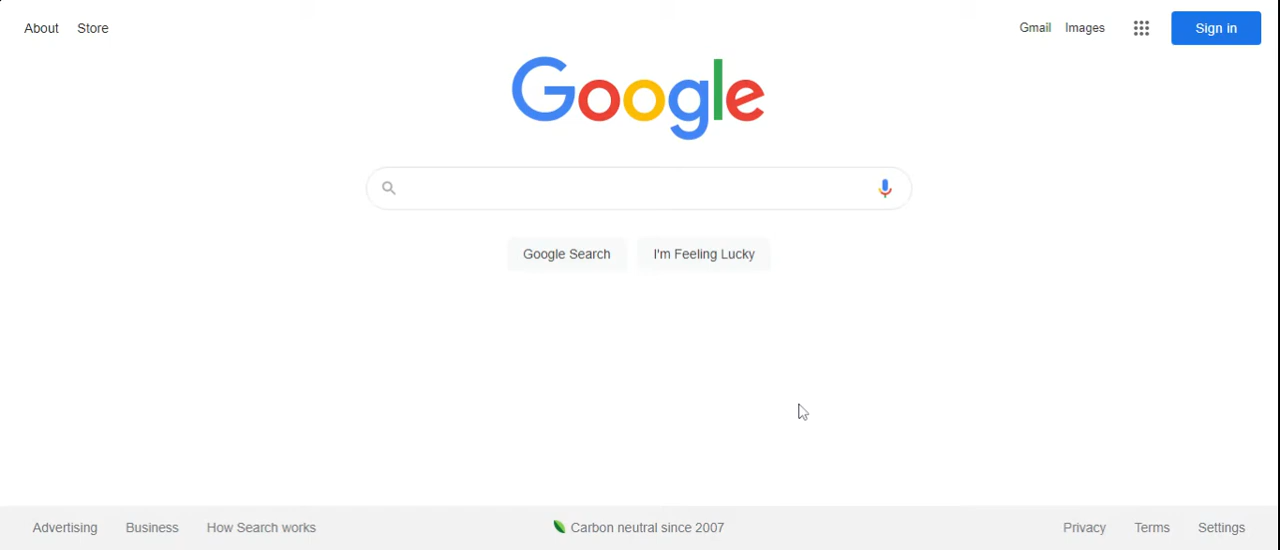 About Store Gmail Images Sign in
Google
Google Search I'm Feeling Lucky
Advertising Business How Search works Carbon neutral since 2007 Privacy Terms Settings